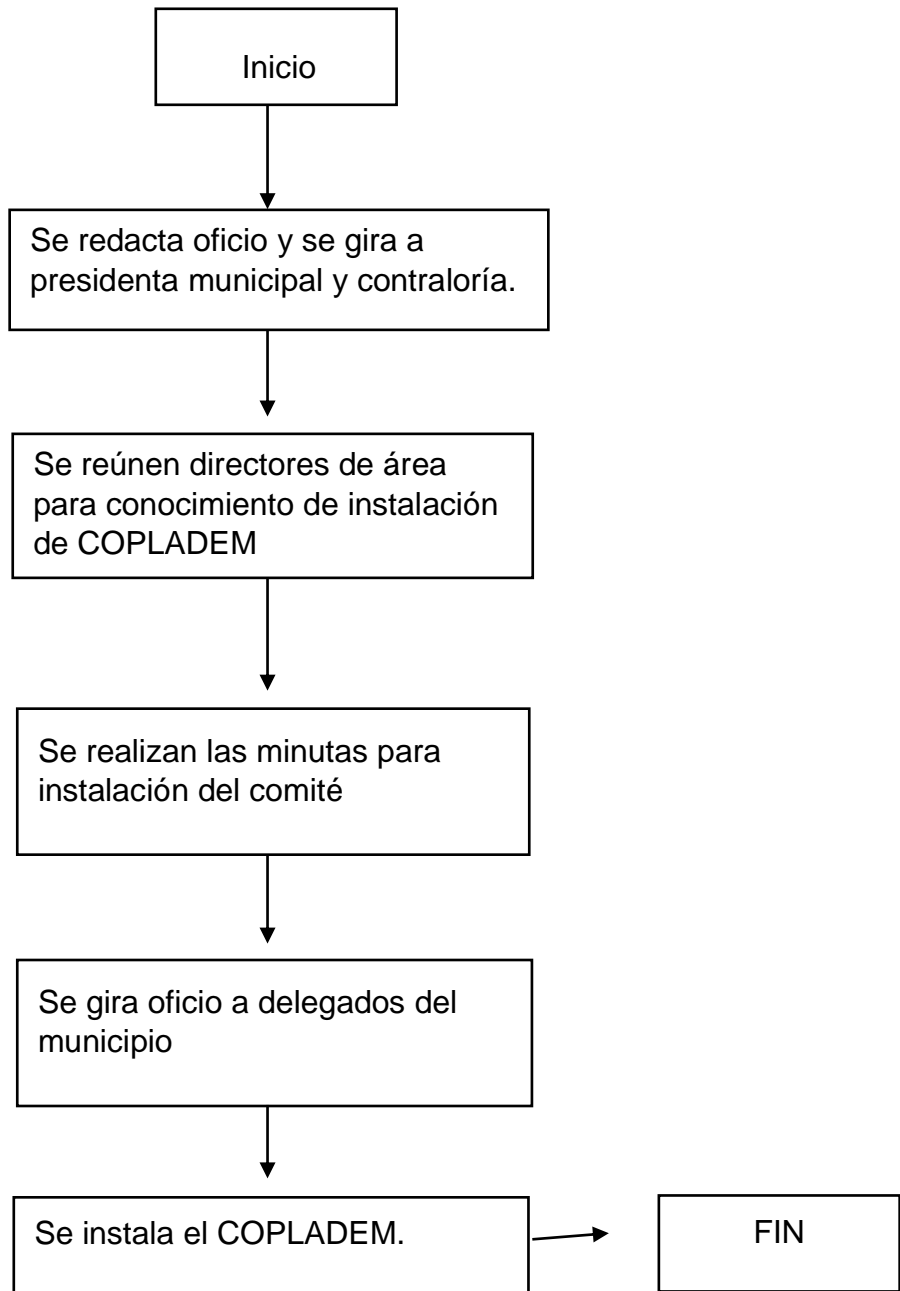 Inicio
Se redacta oficio y se gira a
presidenta municipal y contraloría.
Se reúnen directores de área
para conocimiento de instalación
de COPLADEM
Se realizan las minutas para
instalación del comité
Se gira oficio a delegados del
municipio
Se instala el COPLADEM.
FIN